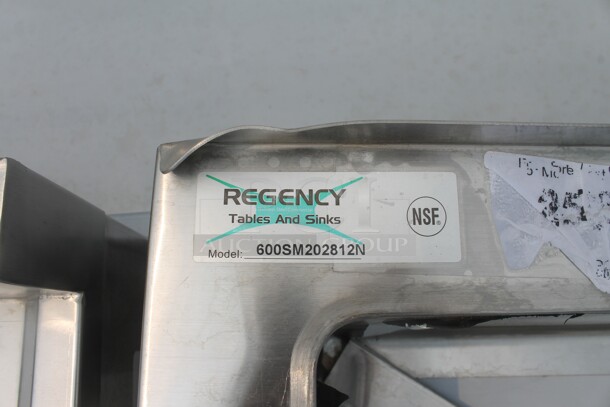 REGENCY
Tables And Sinks
Model: 600SM202812N
NSF